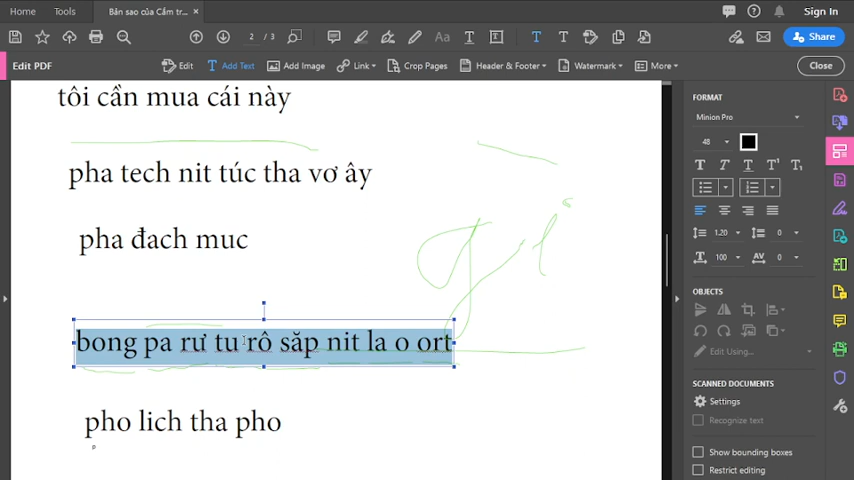 Home Tools Bản sao của Cẩm tr... × Sign In
2 / 3 Aa T T T Share
Edit PDF Edit Add Text Add Image Link Crop Pages Header & Footer Watermark More Close
tôi cần mua cái này
pha tech nit túc tha vơ ây
pha đach muc
bong pa rư tu rô săp nit la o ort
pho lich tha pho
FORMAT
Minion Pro
48
T T T T¹ T₁
1.20 0
100 AV 0
OBJECTS
Edit Using...
SCANNED DOCUMENTS
Settings
Recognize text
Show bounding boxes
Restrict editing